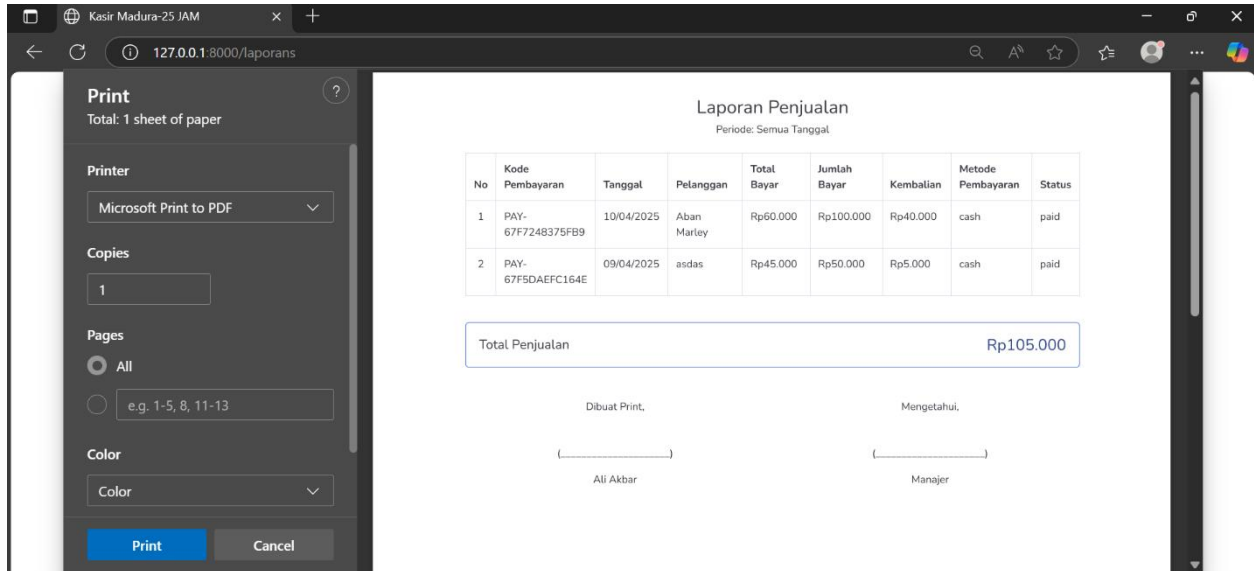 Kasir Madura-25 JAM
127.0.0.1:8000/laporans
Print
Total: 1 sheet of paper
?
Printer
Microsoft Print to PDF
Copies
1
Pages
All
e.g. 1-5, 8, 11-13
Color
Color
Print Cancel
Laporan Penjualan
Periode: Semua Tanggal
No Kode Pembayaran Tanggal Pelanggan Total Bayar Jumlah Bayar Kembalian Metode Pembayaran Status
1 PAY-67F7248375FB9 10/04/2025 Aban Marley Rp60.000 Rp100.000 Rp40.000 cash paid
2 PAY-67F5DAEFC164E 09/04/2025 asdas Rp45.000 Rp50.000 Rp5.000 cash paid
Total Penjualan Rp105.000
Dibuat Print, Mengetahui,
(____________________) (____________________)
Ali Akbar Manajer